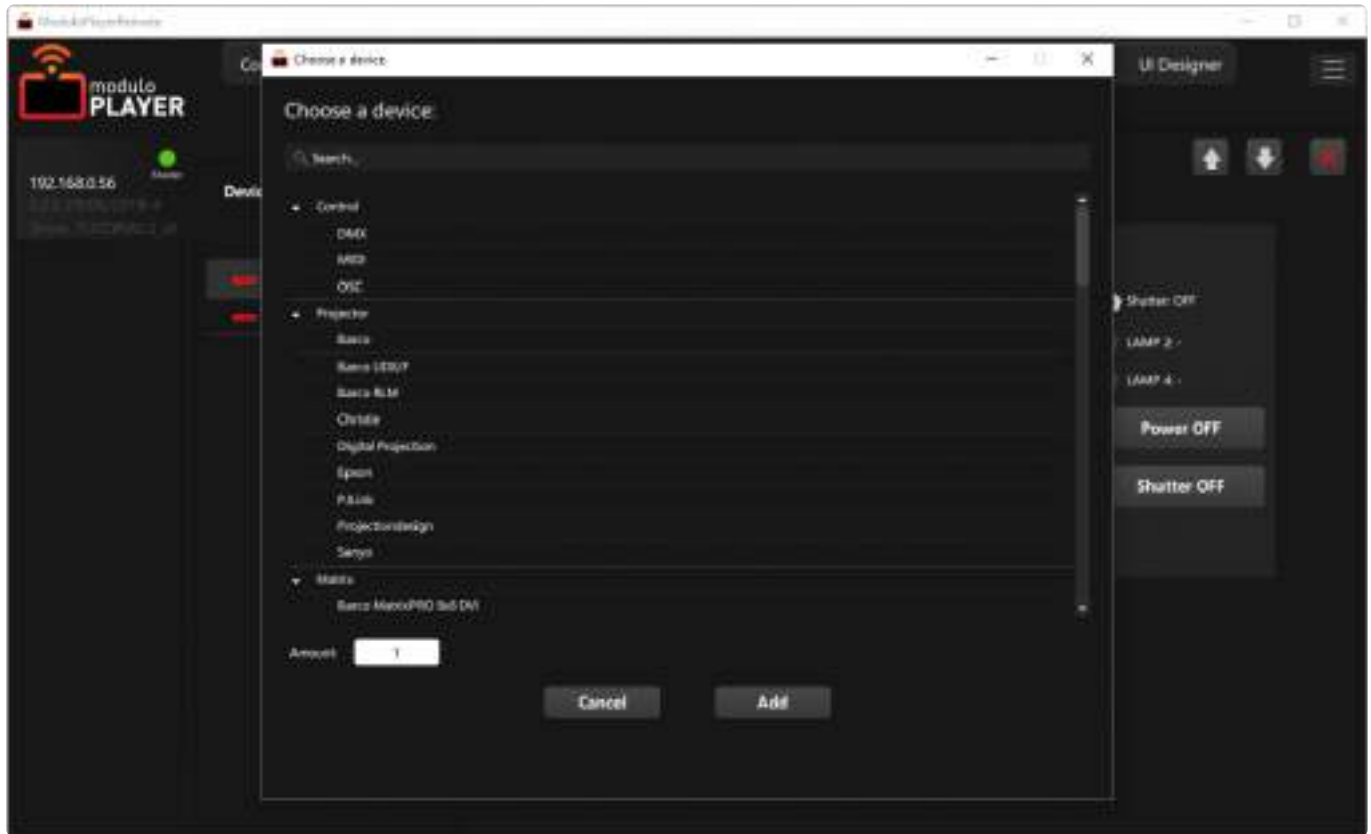 ModuloPlayerRemote
Choose a device
UI Designer
modulo
PLAYER
Choose a device:
Search...
192.168.0.56
Devic
Control
DMX
MIDI
OSC
Projector
Shutter OFF
Barco
LAMP 2: -
Barco UDX/F
LAMP 4: -
Barco RLM
Christie
Power OFF
Digital Projection
Epson
PJLink
Shutter OFF
Projectiondesign
Sanyo
Matrix
Barco MatrixPRO 8x8 DVI
Amount
1
Cancel
Add